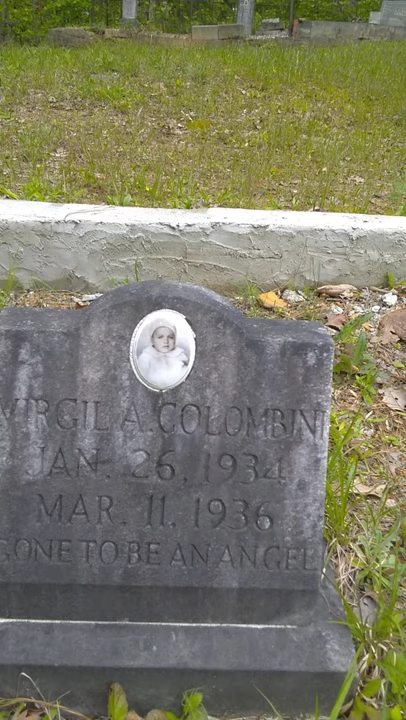 VIRGIL A. COLOMBINI
JAN. 26, 1934
MAR. 11, 1936
GONE TO BE AN ANGEL